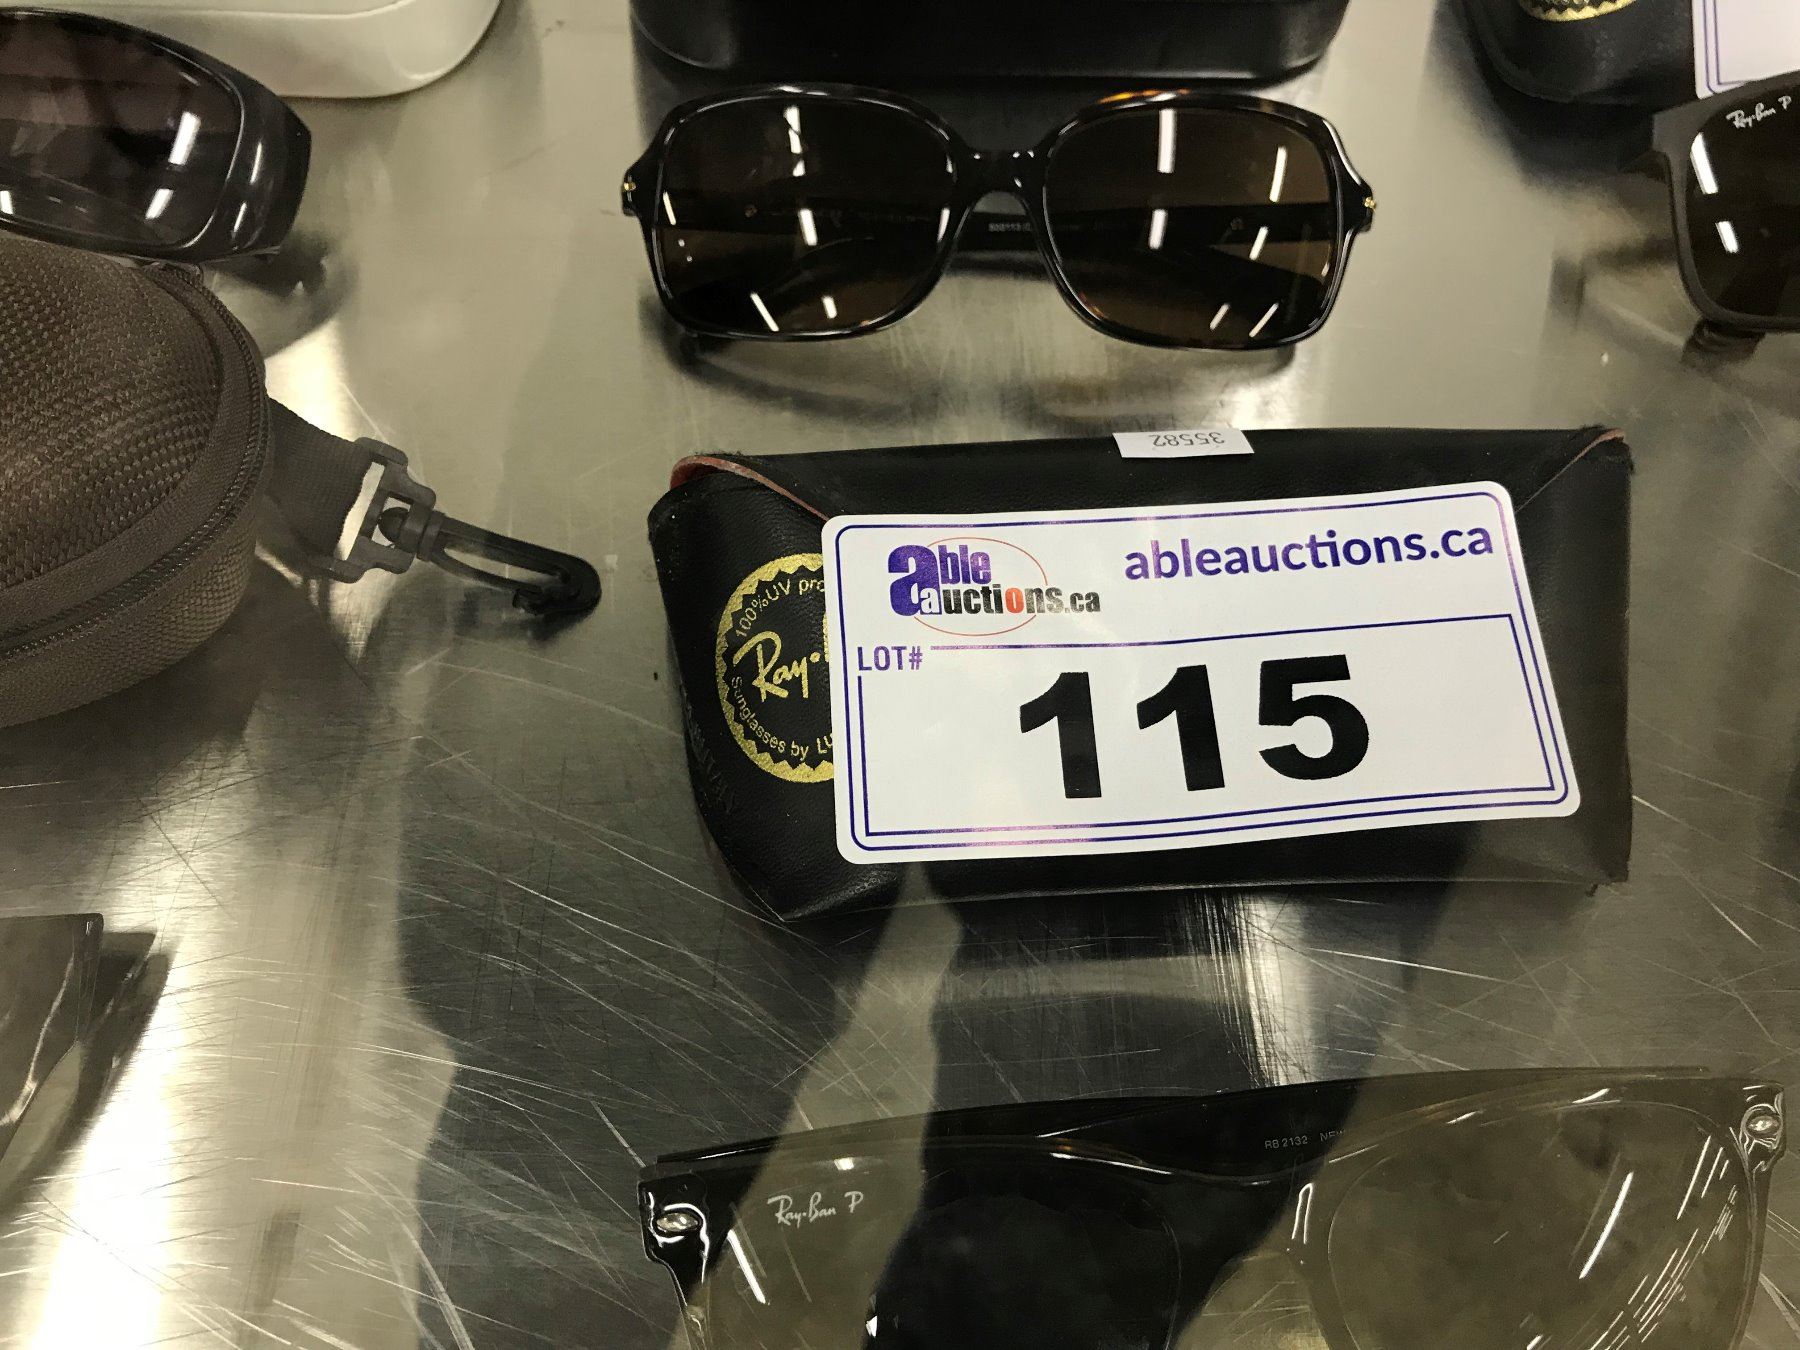 Ray-Ban P
35582
able
auctions.ca
ableauctions.ca
LOT#
115
100% UV pro
Ray-B
Sunglasses by Lu
RB 2132 NEW
Ray-Ban P